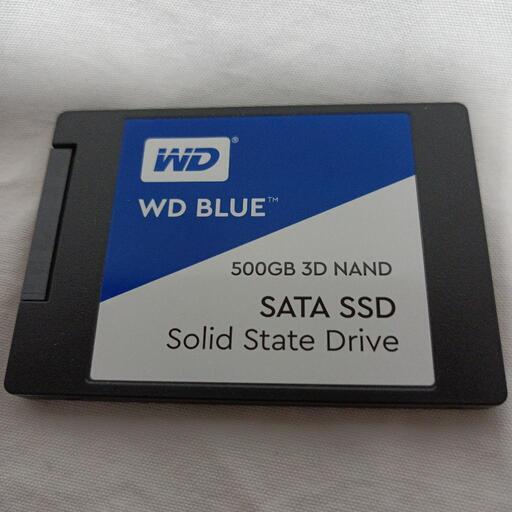 WD®
WD BLUE™
500GB 3D NAND
SATA SSD
Solid State Drive